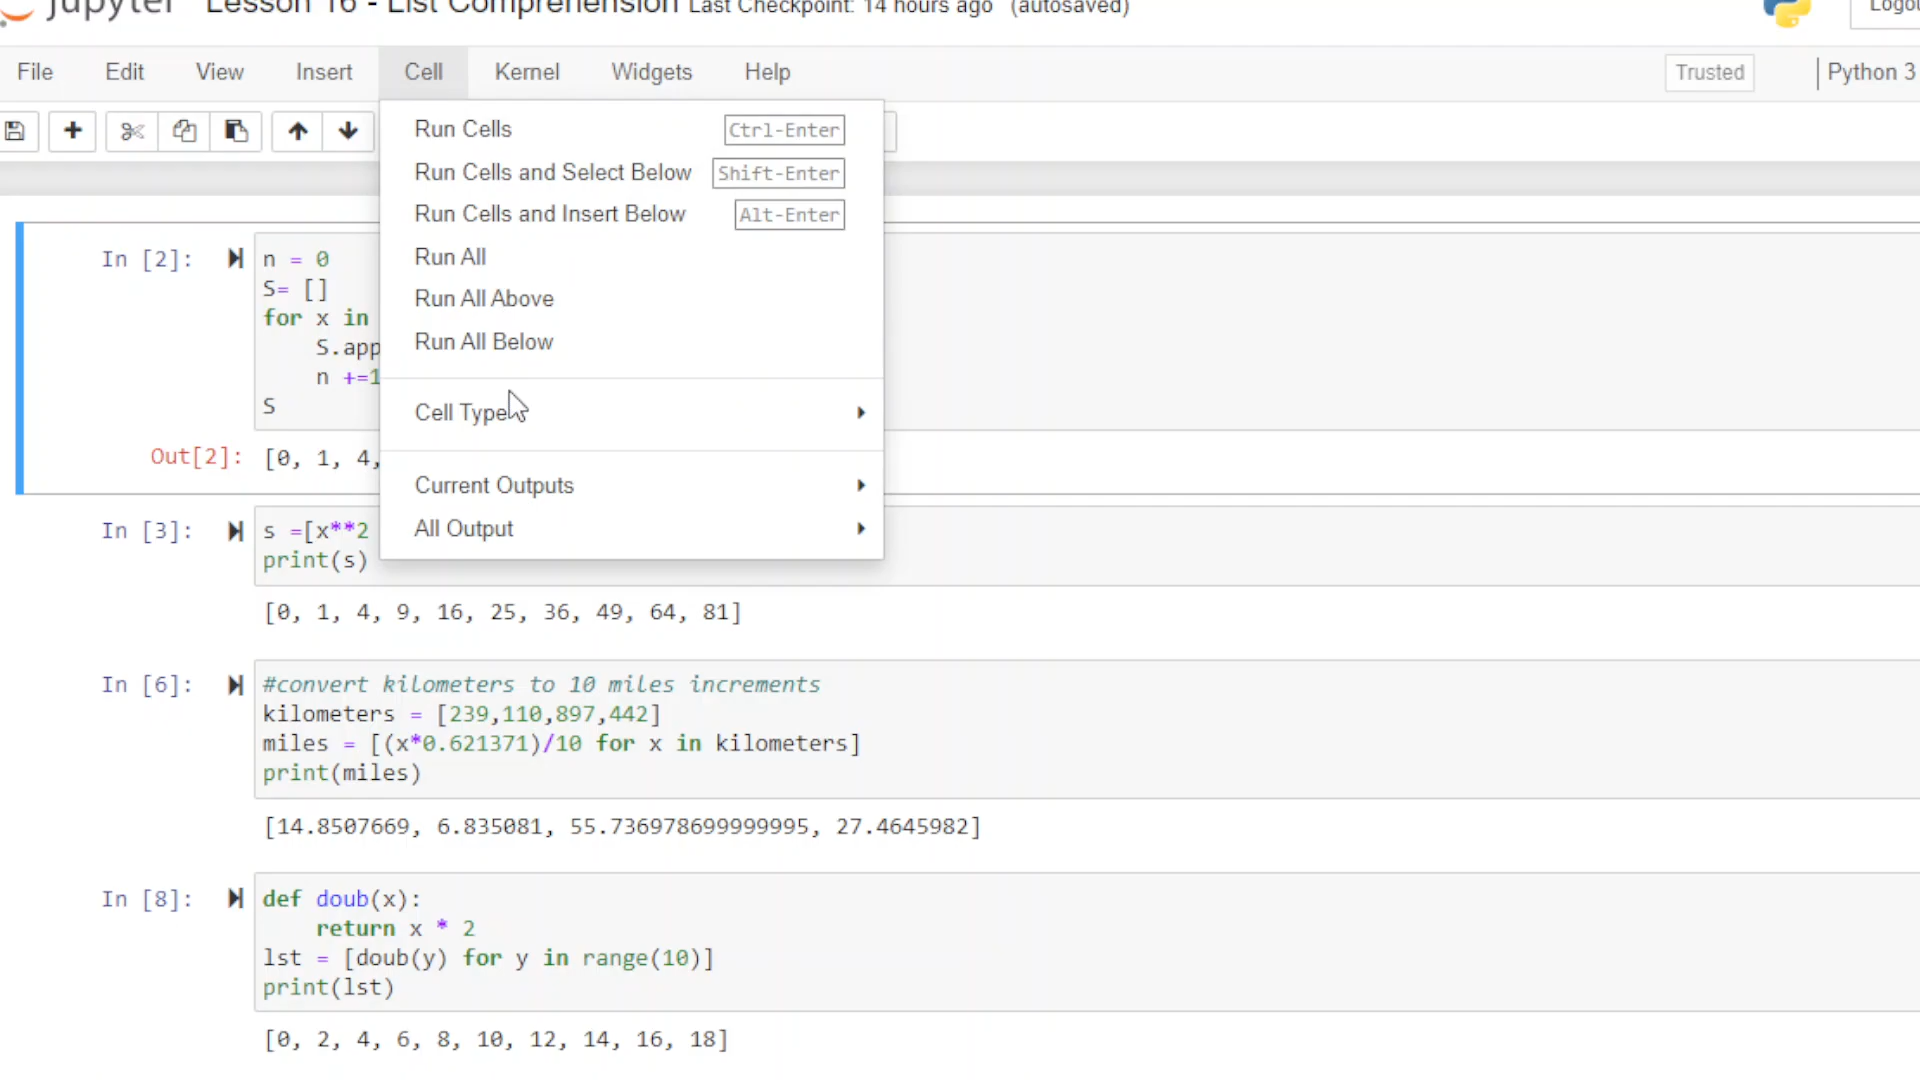 jupyter Lesson 16 - List Comprehension Last Checkpoint: 14 hours ago (autosaved)
File Edit View Insert Cell Kernel Widgets Help Trusted Python 3
Run Cells Ctrl-Enter
Run Cells and Select Below Shift-Enter
Run Cells and Insert Below Alt-Enter
Run All
Run All Above
Run All Below
Cell Type
Current Outputs
All Output
In [2]: n = 0
S= []
for x in
S.app
n +=1
S
Out[2]: [0, 1, 4,
In [3]: s =[x**2
print(s)
[0, 1, 4, 9, 16, 25, 36, 49, 64, 81]
In [6]: #convert kilometers to 10 miles increments
kilometers = [239,110,897,442]
miles = [(x*0.621371)/10 for x in kilometers]
print(miles)
[14.8507669, 6.835081, 55.736978699999995, 27.4645982]
In [8]: def doub(x):
return x * 2
lst = [doub(y) for y in range(10)]
print(lst)
[0, 2, 4, 6, 8, 10, 12, 14, 16, 18]